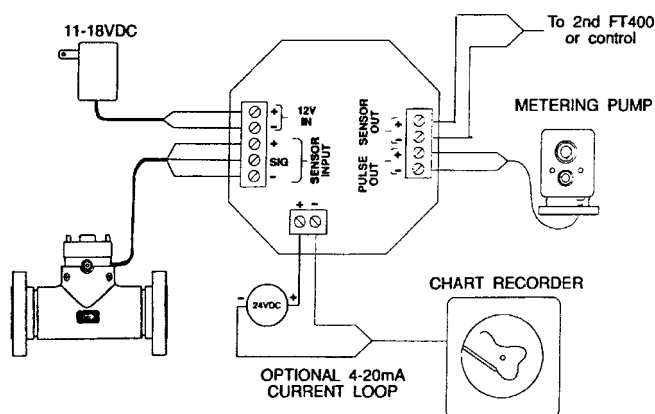 11-18VDC
To 2nd FT400
or control
METERING PUMP
+
-
12V
IN
+
SIG
-
SENSOR
INPUT
SENSOR
OUT
+
-
PULSE
OUT
+
-
+ -
- 24VDC +
CHART RECORDER
OPTIONAL 4-20mA
CURRENT LOOP